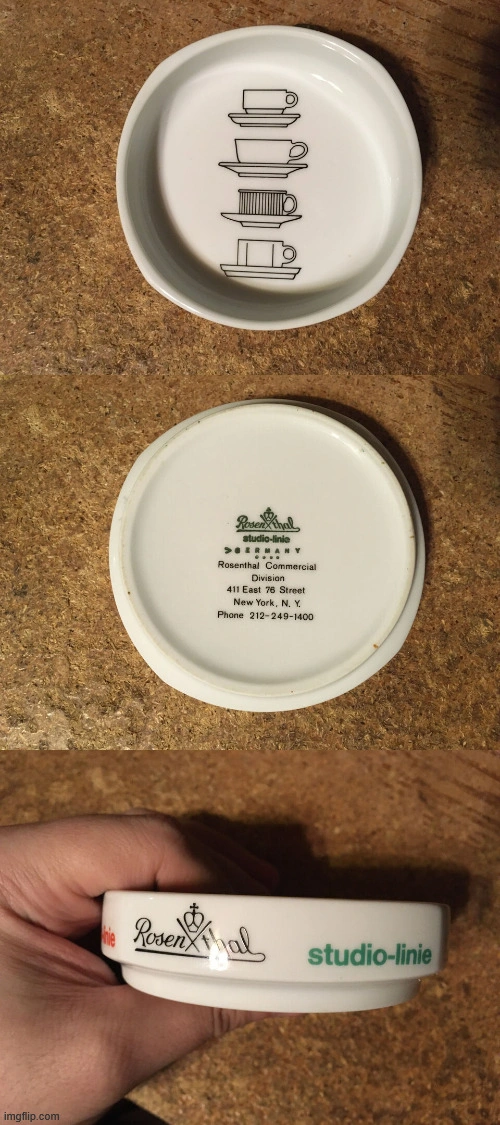 Rosenthal
studio-linie
GERMANY
Rosenthal Commercial
Division
411 East 76 Street
New York, N. Y.
Phone 212-249-1400
nie
Rosenthal
studio-linie
imgflip.com